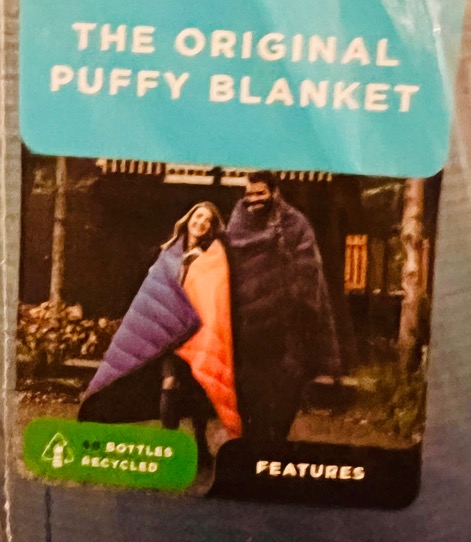 THE ORIGINAL
PUFFY BLANKET
BOTTLES
RECYCLED
FEATURES